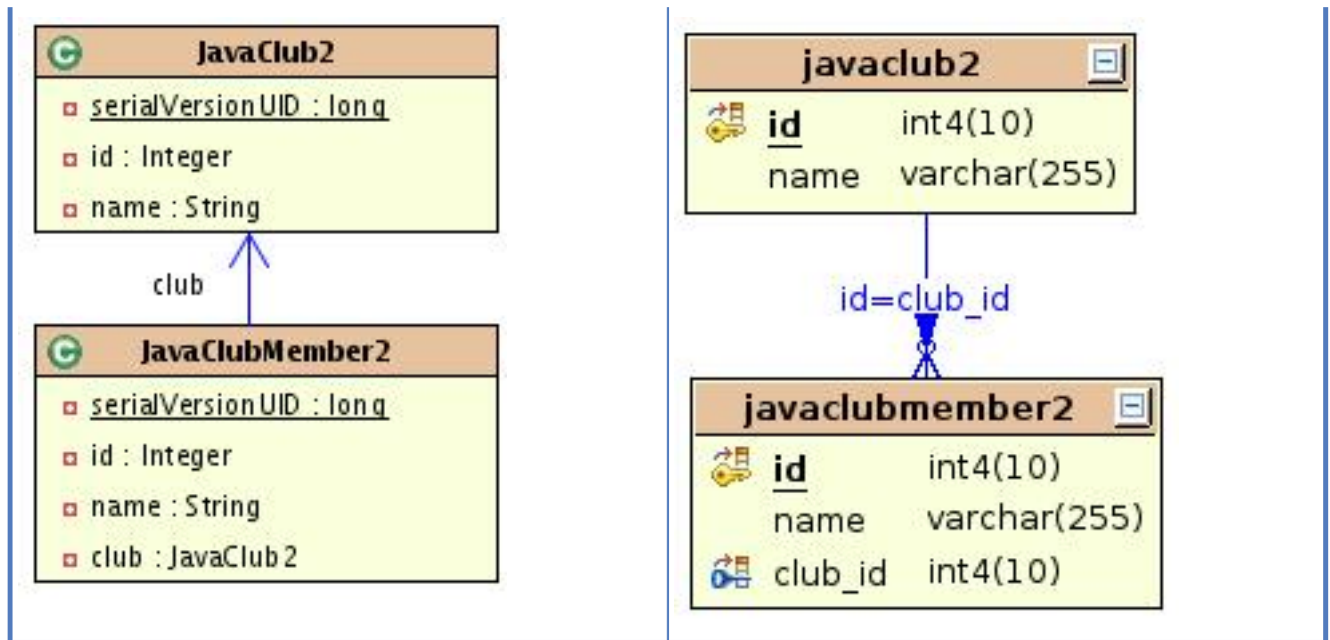 JavaClub2
serialVersionUID : long
id : Integer
name : String
club
JavaClubMember2
serialVersionUID : long
id : Integer
name : String
club : JavaClub2
javaclub2
id int4(10)
name varchar(255)
id=club_id
javaclubmember2
id int4(10)
name varchar(255)
club_id int4(10)